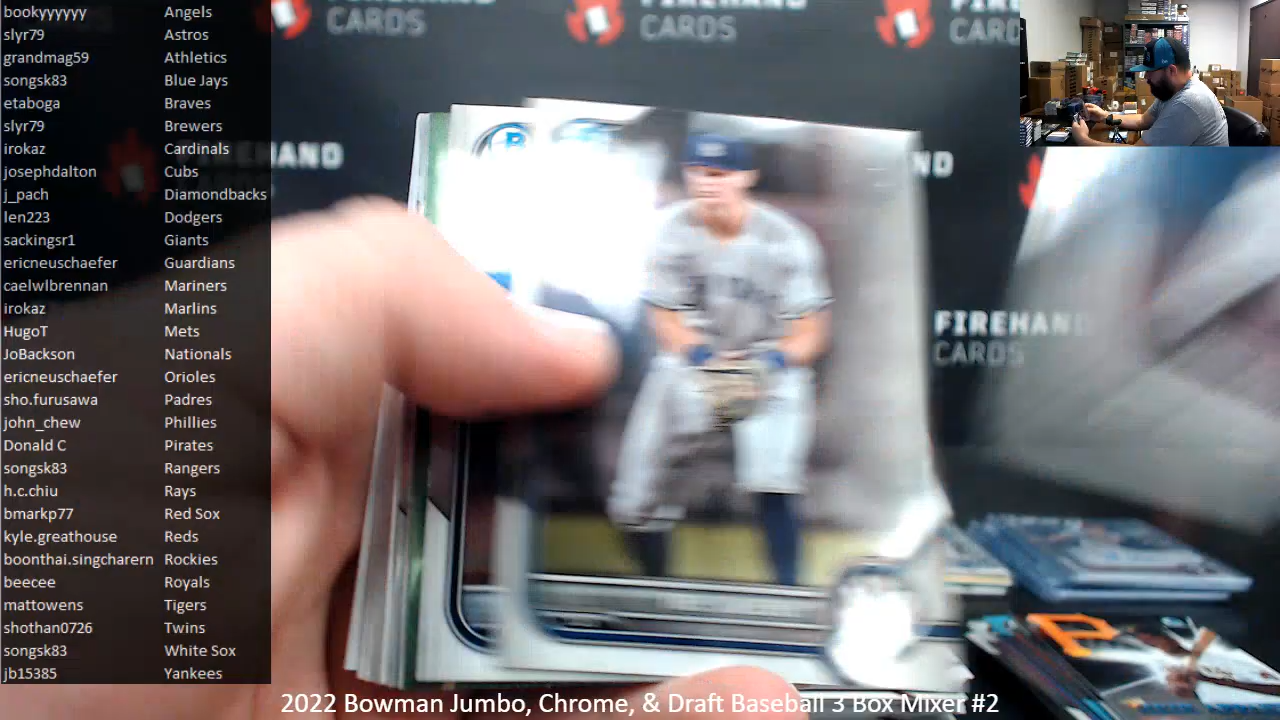 bookyyyyyy Angels
slyr79 Astros
grandmag59 Athletics
songsk83 Blue Jays
etaboga Braves
slyr79 Brewers
irokaz Cardinals
josephdalton Cubs
j_pach Diamondbacks
len223 Dodgers
sackingsr1 Giants
ericneuschaefer Guardians
caelwlbrennan Mariners
irokaz Marlins
HugoT Mets
JoBackson Nationals
ericneuschaefer Orioles
sho.furusawa Padres
john_chew Phillies
Donald C Pirates
songsk83 Rangers
h.c.chiu Rays
bmarkp77 Red Sox
kyle.greathouse Reds
boonthai.singcharern Rockies
beecee Royals
mattowens Tigers
shothan0726 Twins
songsk83 White Sox
jb15385 Yankees
CARDS
CARDS
CARDS
FIREHAND
CARDS
2022 Bowman Jumbo, Chrome, & Draft Baseball 3 Box Mixer #2